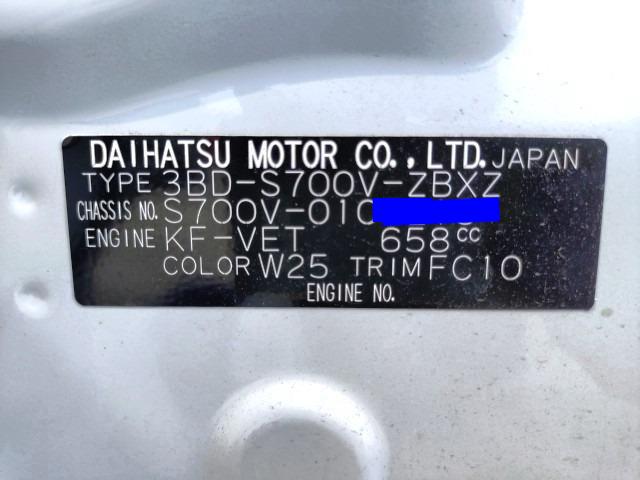 DAIHATSU MOTOR CO., LTD. JAPAN
TYPE 3BD-S700V-ZBXZ
CHASSIS NO. S700V-010
ENGINE KF-VET 658cc
COLOR W25 TRIM FC10
ENGINE NO.